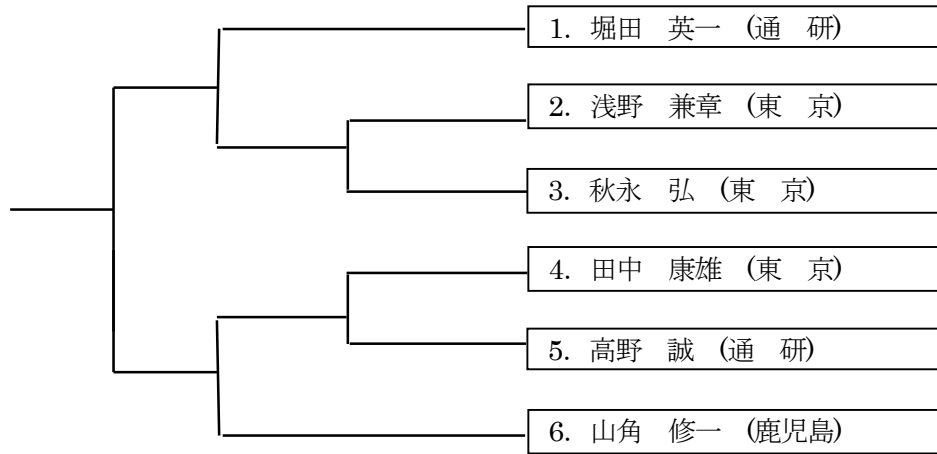 1. 堀田　英一　(通　研)
2. 浅野　兼章　(東　京)
3. 秋永　弘　(東　京)
4. 田中　康雄　(東　京)
5. 高野　誠　(通　研)
6. 山角　修一　(鹿児島)